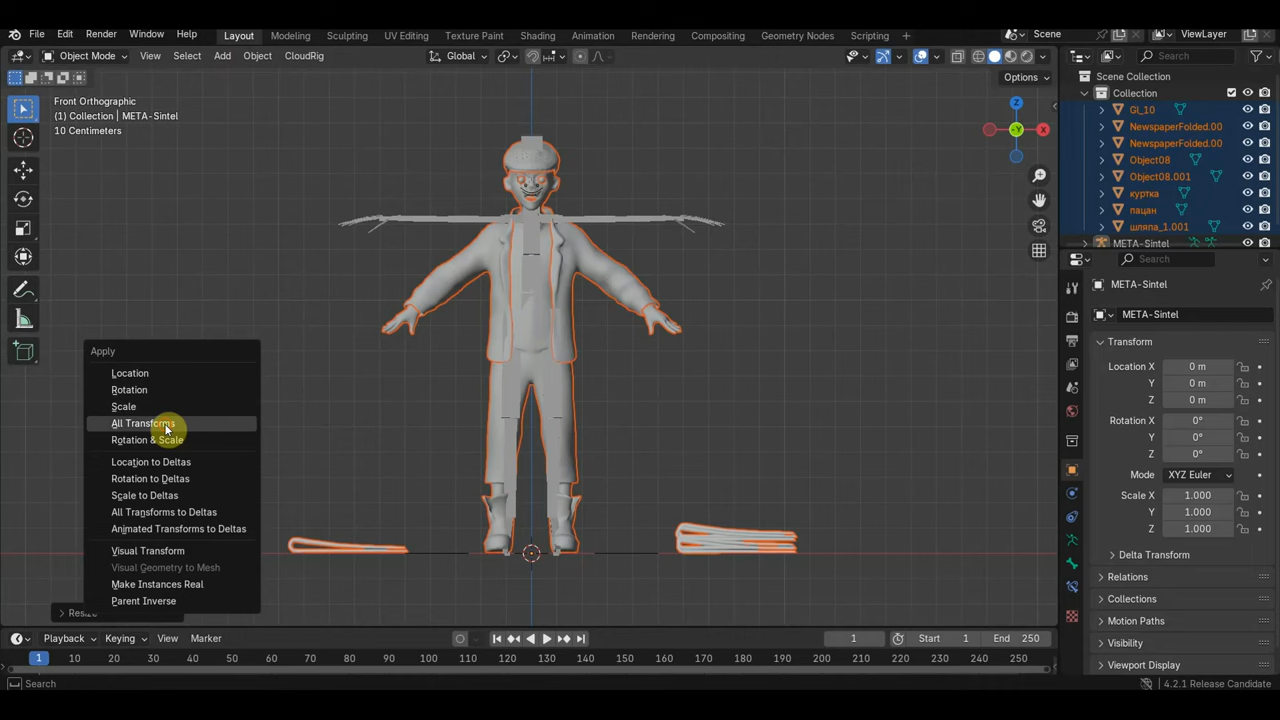 File Edit Render Window Help Layout Modeling Sculpting UV Editing Texture Paint Shading Animation Rendering Compositing Geometry Nodes Scripting Scene ViewLayer
Object Mode View Select Add Object CloudRig Global Search
Options
Front Orthographic
(1) Collection | META-Sintel
10 Centimeters
Z
X
-Y
Scene Collection
Collection
Gl_10
NewspaperFolded.00
NewspaperFolded.00
Object08
Object08.001
куртка
пацан
шляпа_1.001
META-Sintel
Search
META-Sintel
META-Sintel
Transform
Location X 0 m
Y 0 m
Z 0 m
Rotation X 0°
Y 0°
Z 0°
Mode XYZ Euler
Scale X 1.000
Y 1.000
Z 1.000
Delta Transform
Relations
Collections
Motion Paths
Visibility
Viewport Display
Apply
Location
Rotation
Scale
All Transforms
Rotation & Scale
Location to Deltas
Rotation to Deltas
Scale to Deltas
All Transforms to Deltas
Animated Transforms to Deltas
Visual Transform
Visual Geometry to Mesh
Make Instances Real
Parent Inverse
Playback Keying View Marker 1 Start 1 End 250
1 10 20 30 40 50 60 70 80 90 100 110 120 130 140 150 160 170 180 190 200 210 220 230 240 250
Search 4.2.1 Release Candidate